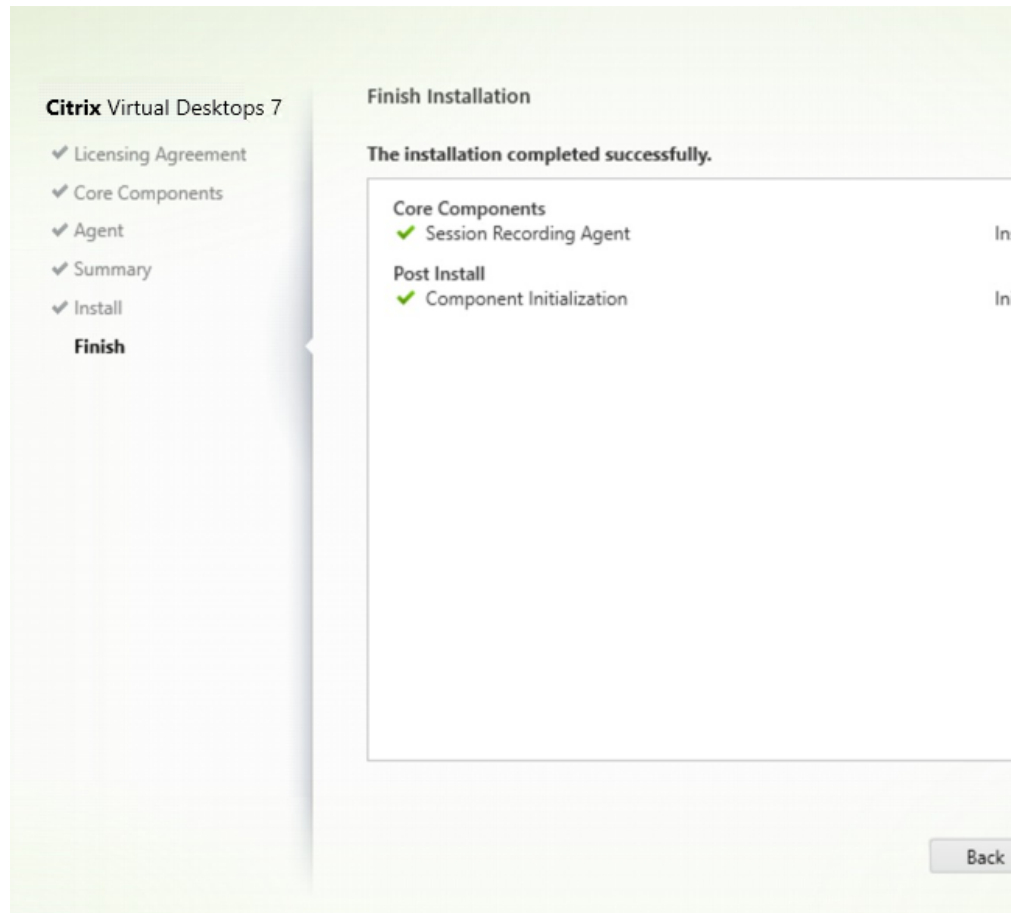 Citrix Virtual Desktops 7
Licensing Agreement
Core Components
Agent
Summary
Install
Finish
Finish Installation
The installation completed successfully.
Core Components
Session Recording Agent
Post Install
Component Initialization
Back